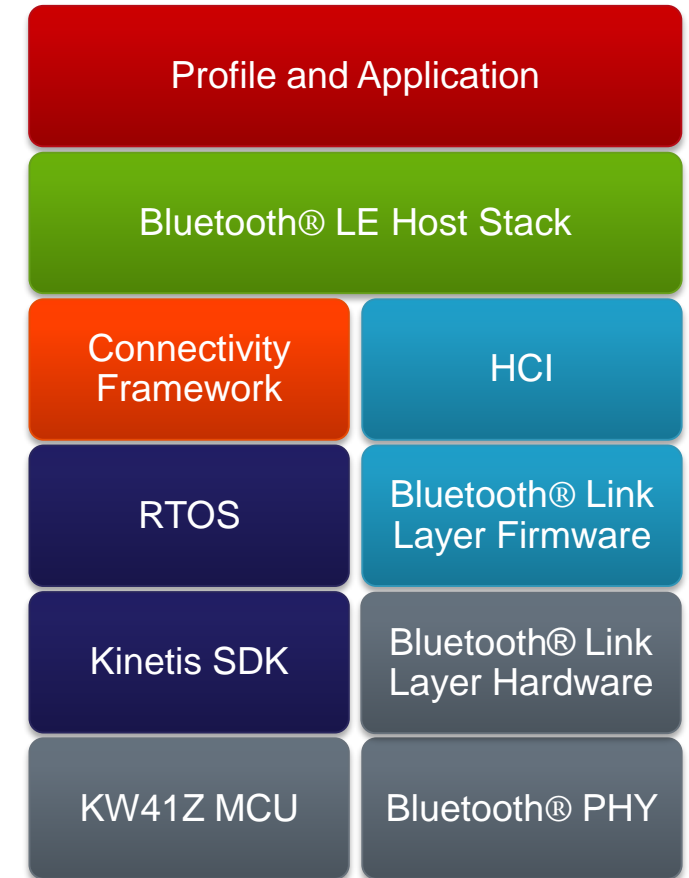 Profile and Application
Bluetooth® LE Host Stack
Connectivity
Framework
HCI
RTOS
Bluetooth® Link
Layer Firmware
Kinetis SDK
Bluetooth® Link
Layer Hardware
KW41Z MCU
Bluetooth® PHY